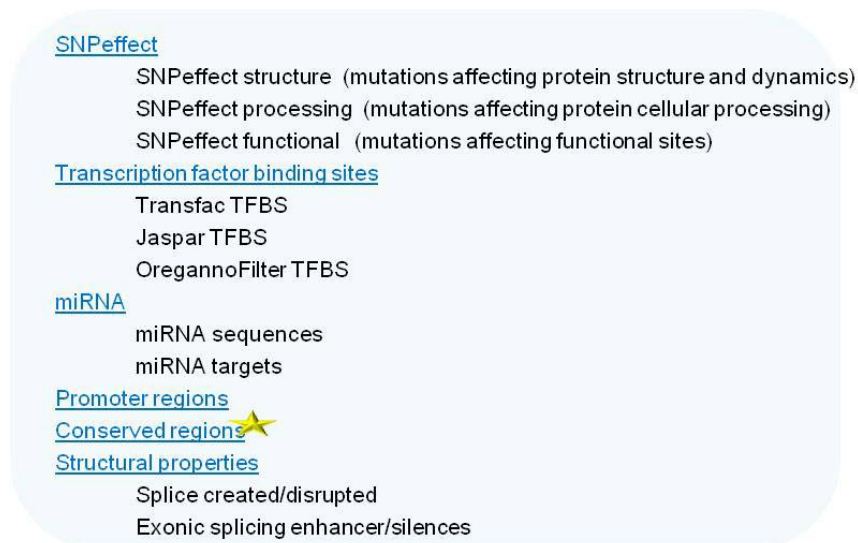 SNPeffect
SNPeffect structure (mutations affecting protein structure and dynamics)
SNPeffect processing (mutations affecting protein cellular processing)
SNPeffect functional (mutations affecting functional sites)
Transcription factor binding sites
Transfac TFBS
Jaspar TFBS
OregannoFilter TFBS
miRNA
miRNA sequences
miRNA targets
Promoter regions
Conserved regions
Structural properties
Splice created/disrupted
Exonic splicing enhancer/silences